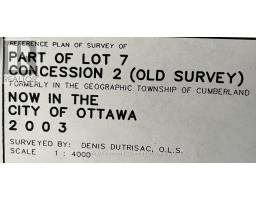 REFERENCE PLAN OF SURVEY OF
PART OF LOT 7
CONCESSION 2 (OLD SURVEY)
FORMERLY IN THE GEOGRAPHIC TOWNSHIP OF CUMBERLAND
NOW IN THE
CITY OF OTTAWA
2003
SURVEYED BY: DENIS DUTRISAC, O.L.S.
SCALE 1 : 4000